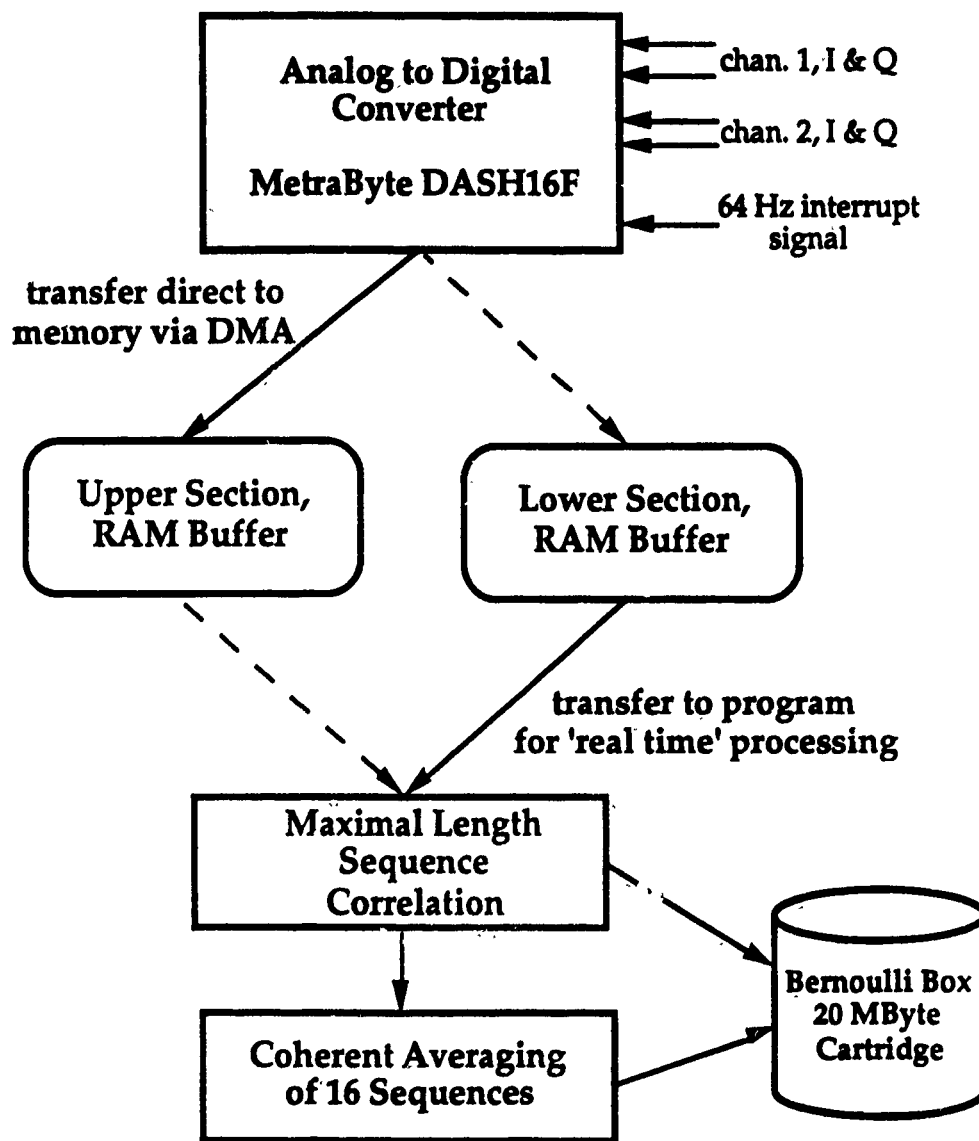 Analog to Digital
Converter
MetraByte DASH16F
chan. 1, I & Q
chan. 2, I & Q
64 Hz interrupt
signal
transfer direct to
memory via DMA
Upper Section,
RAM Buffer
Lower Section,
RAM Buffer
transfer to program
for 'real time' processing
Maximal Length
Sequence
Correlation
Coherent Averaging
of 16 Sequences
Bernoulli Box
20 MByte
Cartridge